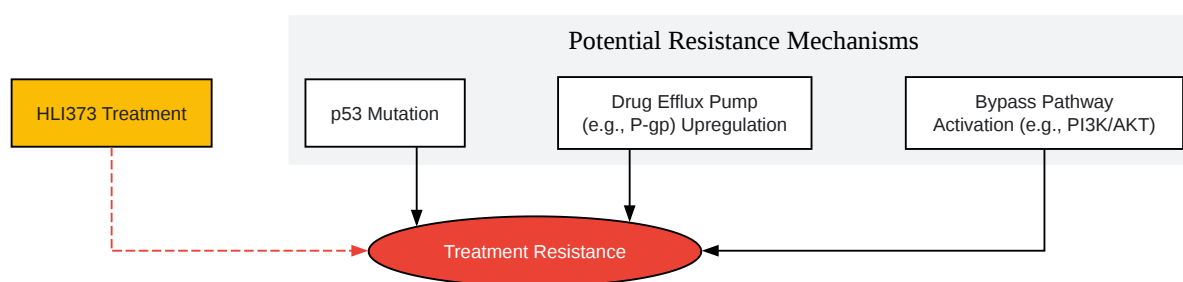 Potential Resistance Mechanisms
HLI373 Treatment
p53 Mutation
Drug Efflux Pump
(e.g., P-gp) Upregulation
Bypass Pathway
Activation (e.g., PI3K/AKT)
Treatment Resistance